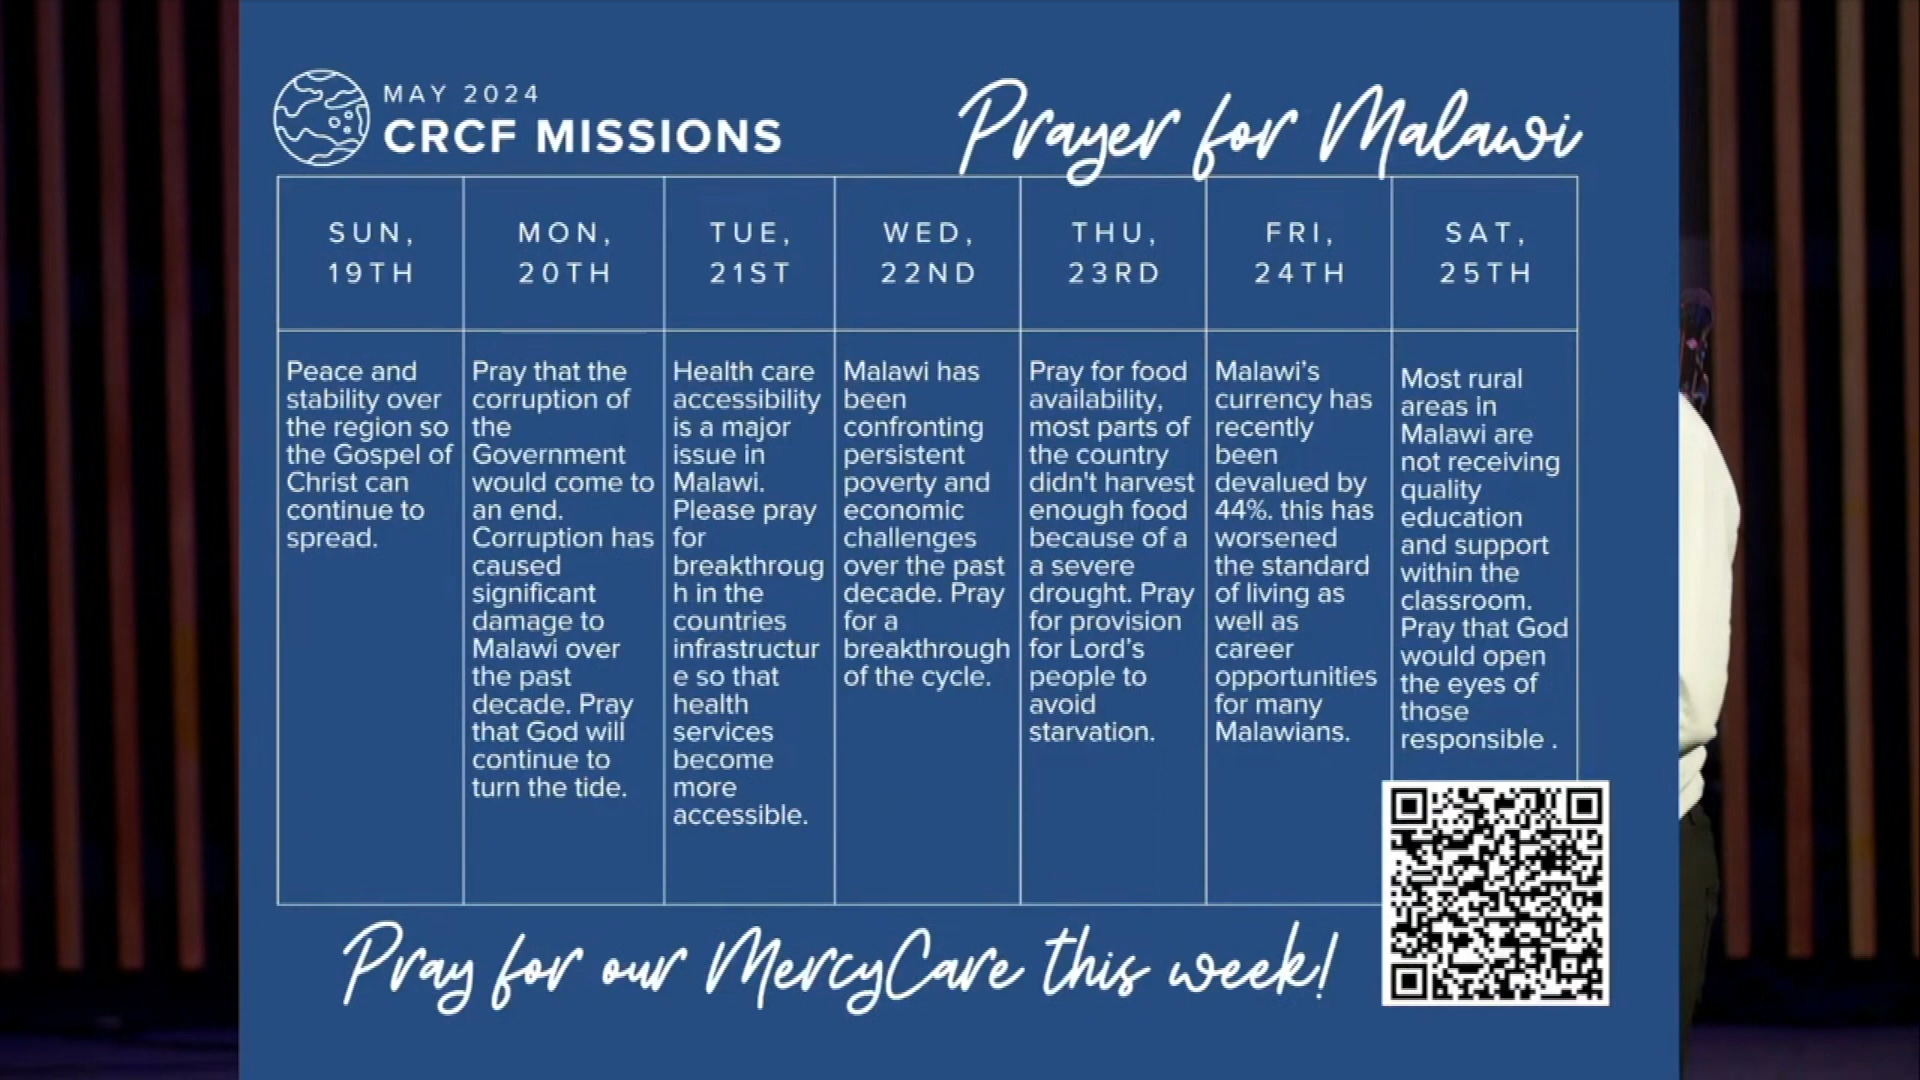 MAY 2024
CRCF MISSIONS
Prayer for Malawi
SUN,
19TH
MON,
20TH
TUE,
21ST
WED,
22ND
THU,
23RD
FRI,
24TH
SAT,
25TH
Peace and
stability over
the region so
the Gospel of
Christ can
continue to
spread.
Pray that the
corruption of
the
Government
would come to
an end.
Corruption has
caused
significant
damage to
Malawi over
the past
decade. Pray
that God will
continue to
turn the tide.
Health care
accessibility
is a major
issue in
Malawi.
Please pray
for
breakthroug
h in the
countries
infrastructur
e so that
health
services
become
more
accessible.
Malawi has
been
confronting
persistent
poverty and
economic
challenges
over the past
decade. Pray
for a
breakthrough
of the cycle.
Pray for food
availability,
most parts of
the country
didn't harvest
enough food
because of a
a severe
drought. Pray
for provision
for Lord’s
people to
avoid
starvation.
Malawi’s
currency has
recently
been
devalued by
44%. this has
worsened
the standard
of living as
well as
career
opportunities
for many
Malawians.
Most rural
areas in
Malawi are
not receiving
quality
education
and support
within the
classroom.
Pray that God
would open
the eyes of
those
responsible .
Pray for our MercyCare this week!